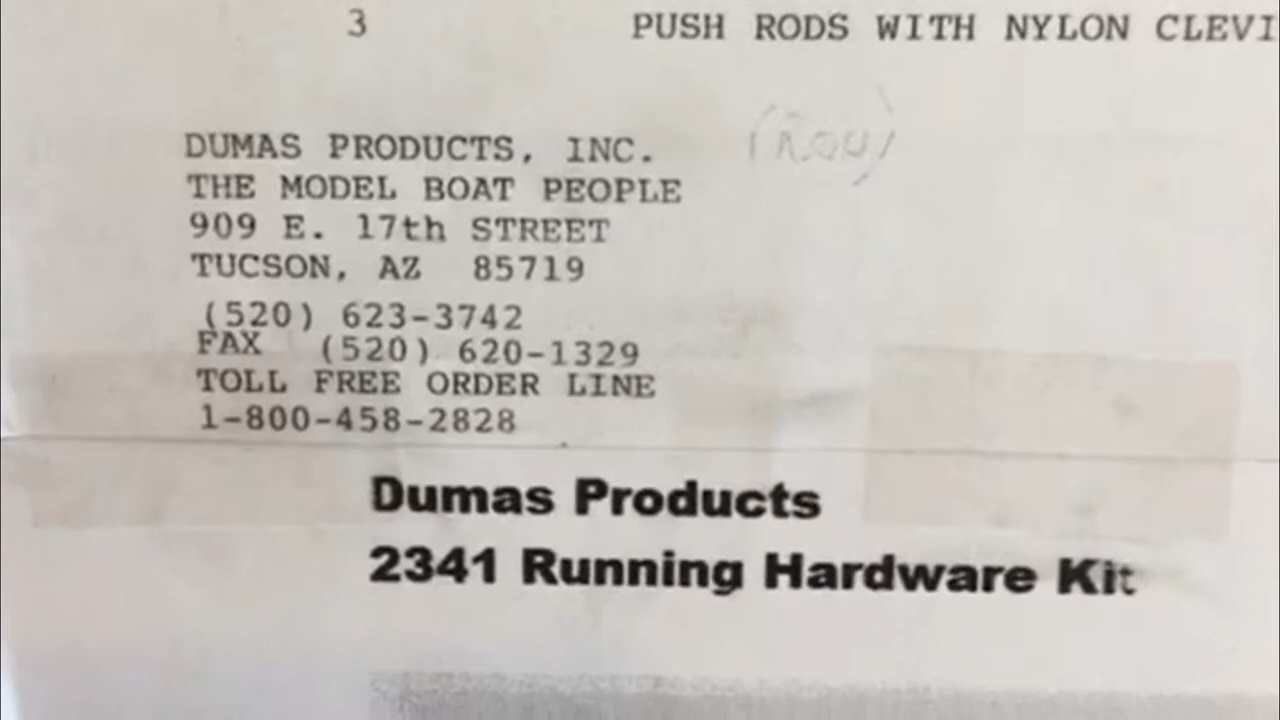 3 PUSH RODS WITH NYLON CLEVI
DUMAS PRODUCTS, INC.
THE MODEL BOAT PEOPLE
909 E. 17th STREET
TUCSON, AZ 85719
(520) 623-3742
FAX (520) 620-1329
TOLL FREE ORDER LINE
1-800-458-2828
Dumas Products
2341 Running Hardware Kit